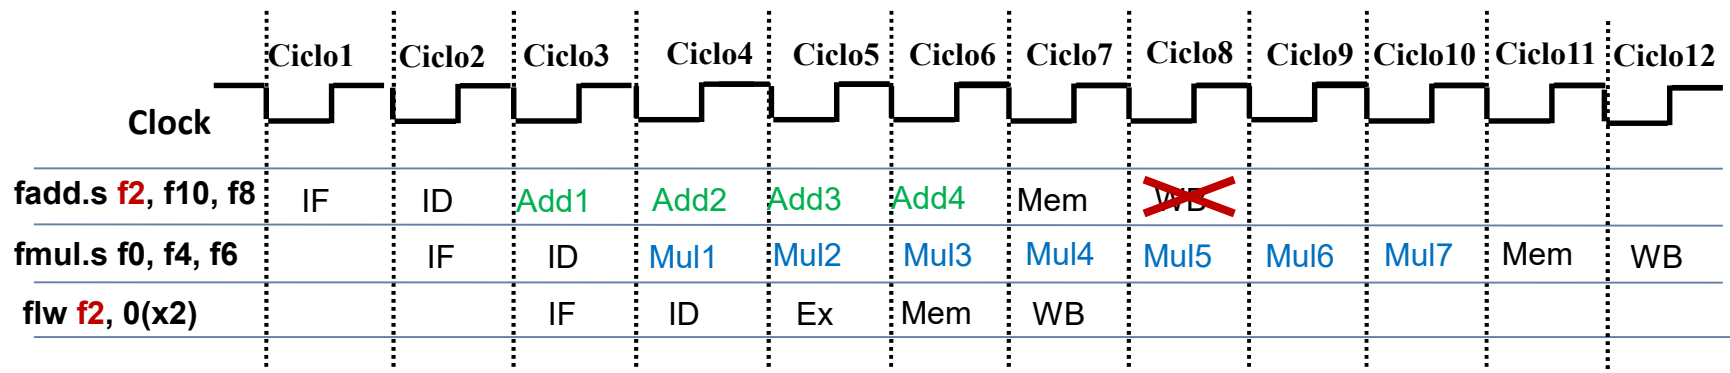 Ciclo1 Ciclo2 Ciclo3 Ciclo4 Ciclo5 Ciclo6 Ciclo7 Ciclo8 Ciclo9 Ciclo10 Ciclo11 Ciclo12
Clock
fadd.s f2, f10, f8 IF ID Add1 Add2 Add3 Add4 Mem WB
fmul.s f0, f4, f6 IF ID Mul1 Mul2 Mul3 Mul4 Mul5 Mul6 Mul7 Mem WB
flw f2, 0(x2) IF ID Ex Mem WB